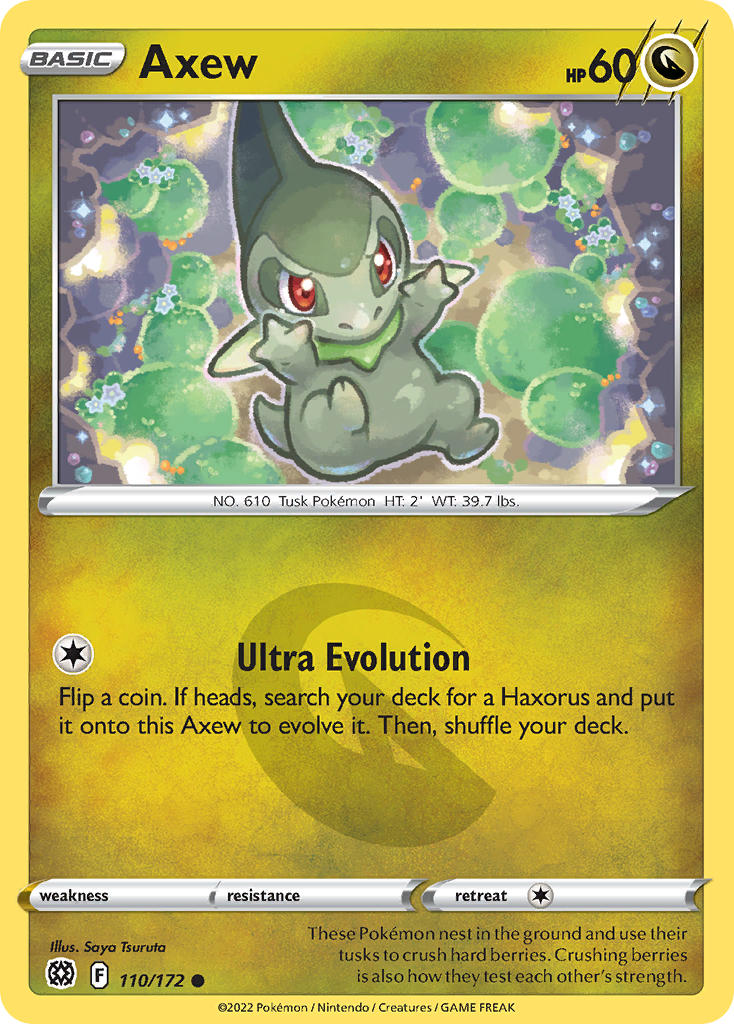 BASIC Axew HP60
NO. 610 Tusk Pokémon HT: 2' WT: 39.7 lbs.
Ultra Evolution
Flip a coin. If heads, search your deck for a Haxorus and put
it onto this Axew to evolve it. Then, shuffle your deck.
weakness resistance retreat
Illus. Saya Tsuruta
These Pokémon nest in the ground and use their
tusks to crush hard berries. Crushing berries
is also how they test each other's strength.
F 110/172
©2022 Pokémon / Nintendo / Creatures / GAME FREAK